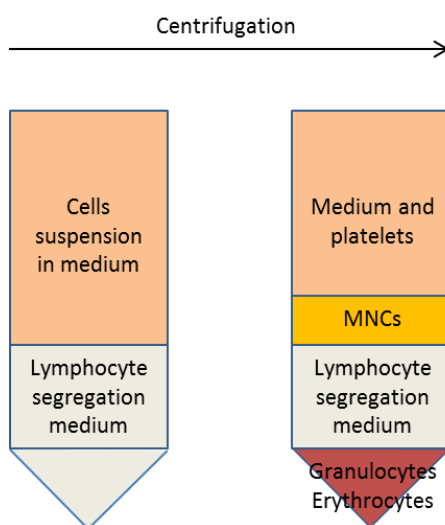 Centrifugation
Cells
suspension
in medium
Lymphocyte
segregation
medium
Medium and
platelets
MNCs
Lymphocyte
segregation
medium
Granulocytes
Erythrocytes